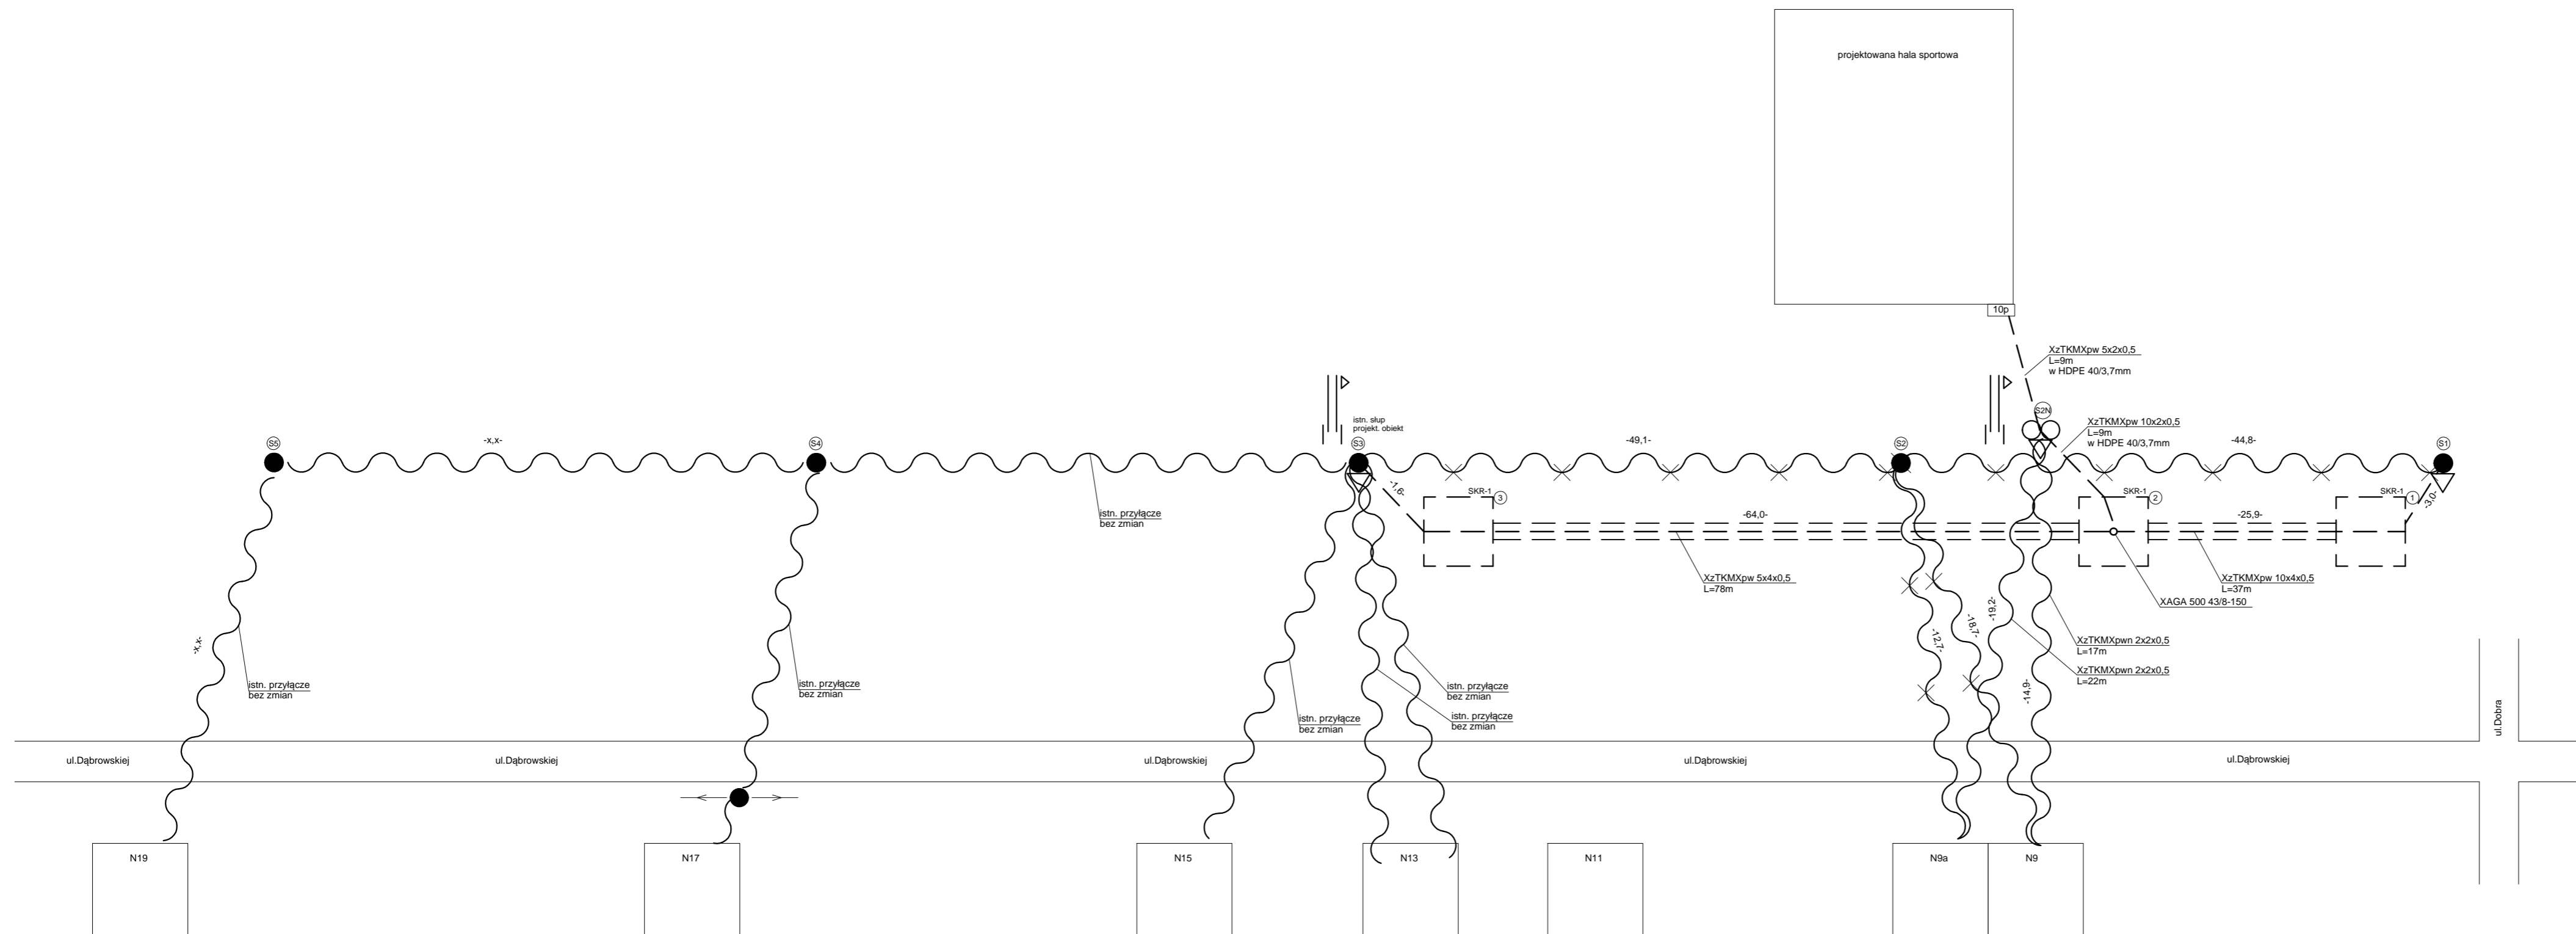 projektowana hala sportowa
10p
XzTKMXpw 5x2x0,5
L=9m
w HDPE 40/3,7mm
S2N
XzTKMXpw 10x2x0,5
L=9m
w HDPE 40/3,7mm
istn. słup
projekt. obiekt
S5
-x,x-
S4
S3
-49,1-
S2
-44,8-
S1
-1,6-
SKR-1
3
SKR-1
2
SKR-1
1
-3,0-
istn. przyłącze
bez zmian
-64,0-
-25,9-
XzTKMXpw 5x4x0,5
L=78m
XzTKMXpw 10x4x0,5
L=37m
XAGA 500 43/8-150
-x,x-
-12,7-
-18,7-
-19,2-
-14,9-
XzTKMXpwn 2x2x0,5
L=17m
XzTKMXpwn 2x2x0,5
L=22m
istn. przyłącze
bez zmian
istn. przyłącze
bez zmian
istn. przyłącze
bez zmian
istn. przyłącze
bez zmian
istn. przyłącze
bez zmian
ul.Dobra
ul.Dąbrowskiej
ul.Dąbrowskiej
ul.Dąbrowskiej
ul.Dąbrowskiej
ul.Dąbrowskiej
N19
N17
N15
N13
N11
N9a
N9